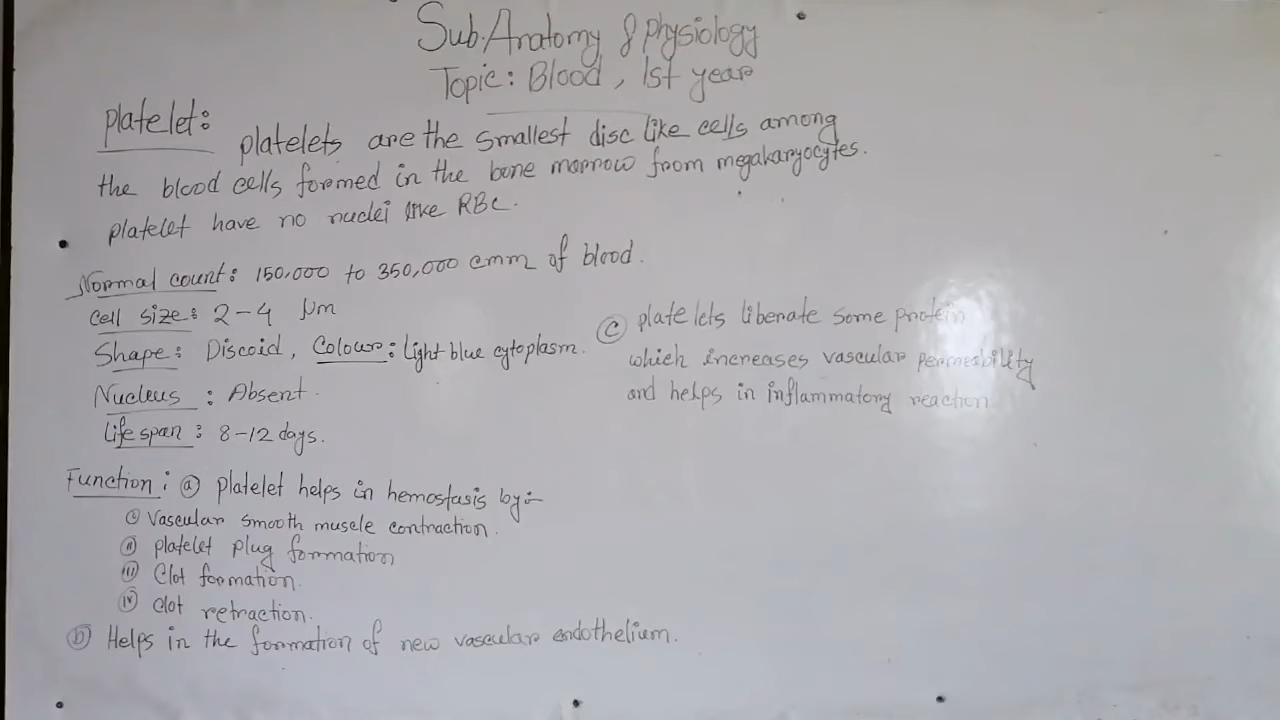 Sub. Anatomy & physiology
Topic: Blood, 1st year
Platelet:
platelets are the smallest disc like cells among
the blood cells formed in the bone marrow from megakaryocytes.
platelet have no nuclei like RBC.
Normal count: 150,000 to 350,000 cmm of blood.
Cell size: 2-4 μm
Shape: Discoid, Colour: Light blue cytoplasm.
Nucleus : Absent.
Life span: 8-12 days.
Function: ⓐ Platelet helps in hemostasis by:-
ⓘ Vascular smooth muscle contraction.
(ii) Platelet plug formation
(iii) Clot formation.
(iv) Clot retraction.
ⓑ Helps in the formation of new vascular endothelium.
ⓒ platelets liberate some protein
which increases vascular permeability
and helps in inflammatory reaction